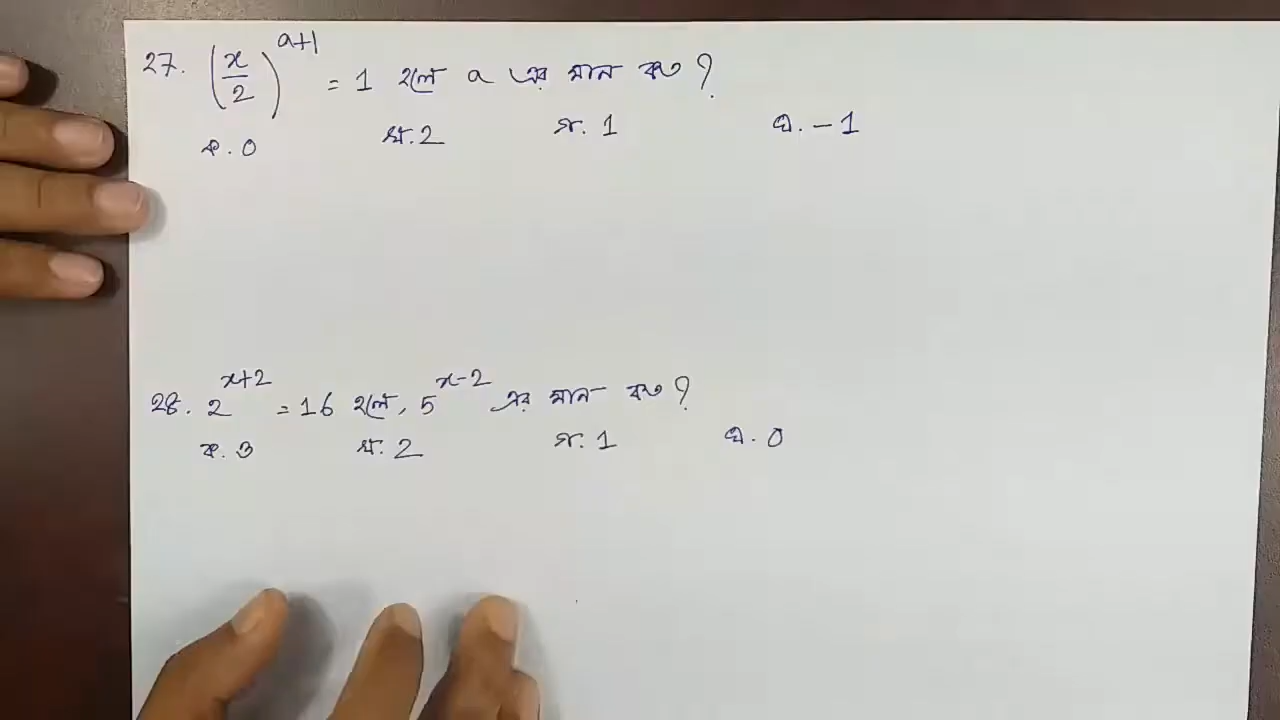 27. (x/2)^(a+1) = 1 হলে a এর মান কত ?
ক. 0 খ. 2 গ. 1 ঘ. -1
28. 2^(x+2) = 16 হলে, 5^(x-2) এর মান কত ?
ক. ৩ খ. 2 গ. 1 ঘ. 0